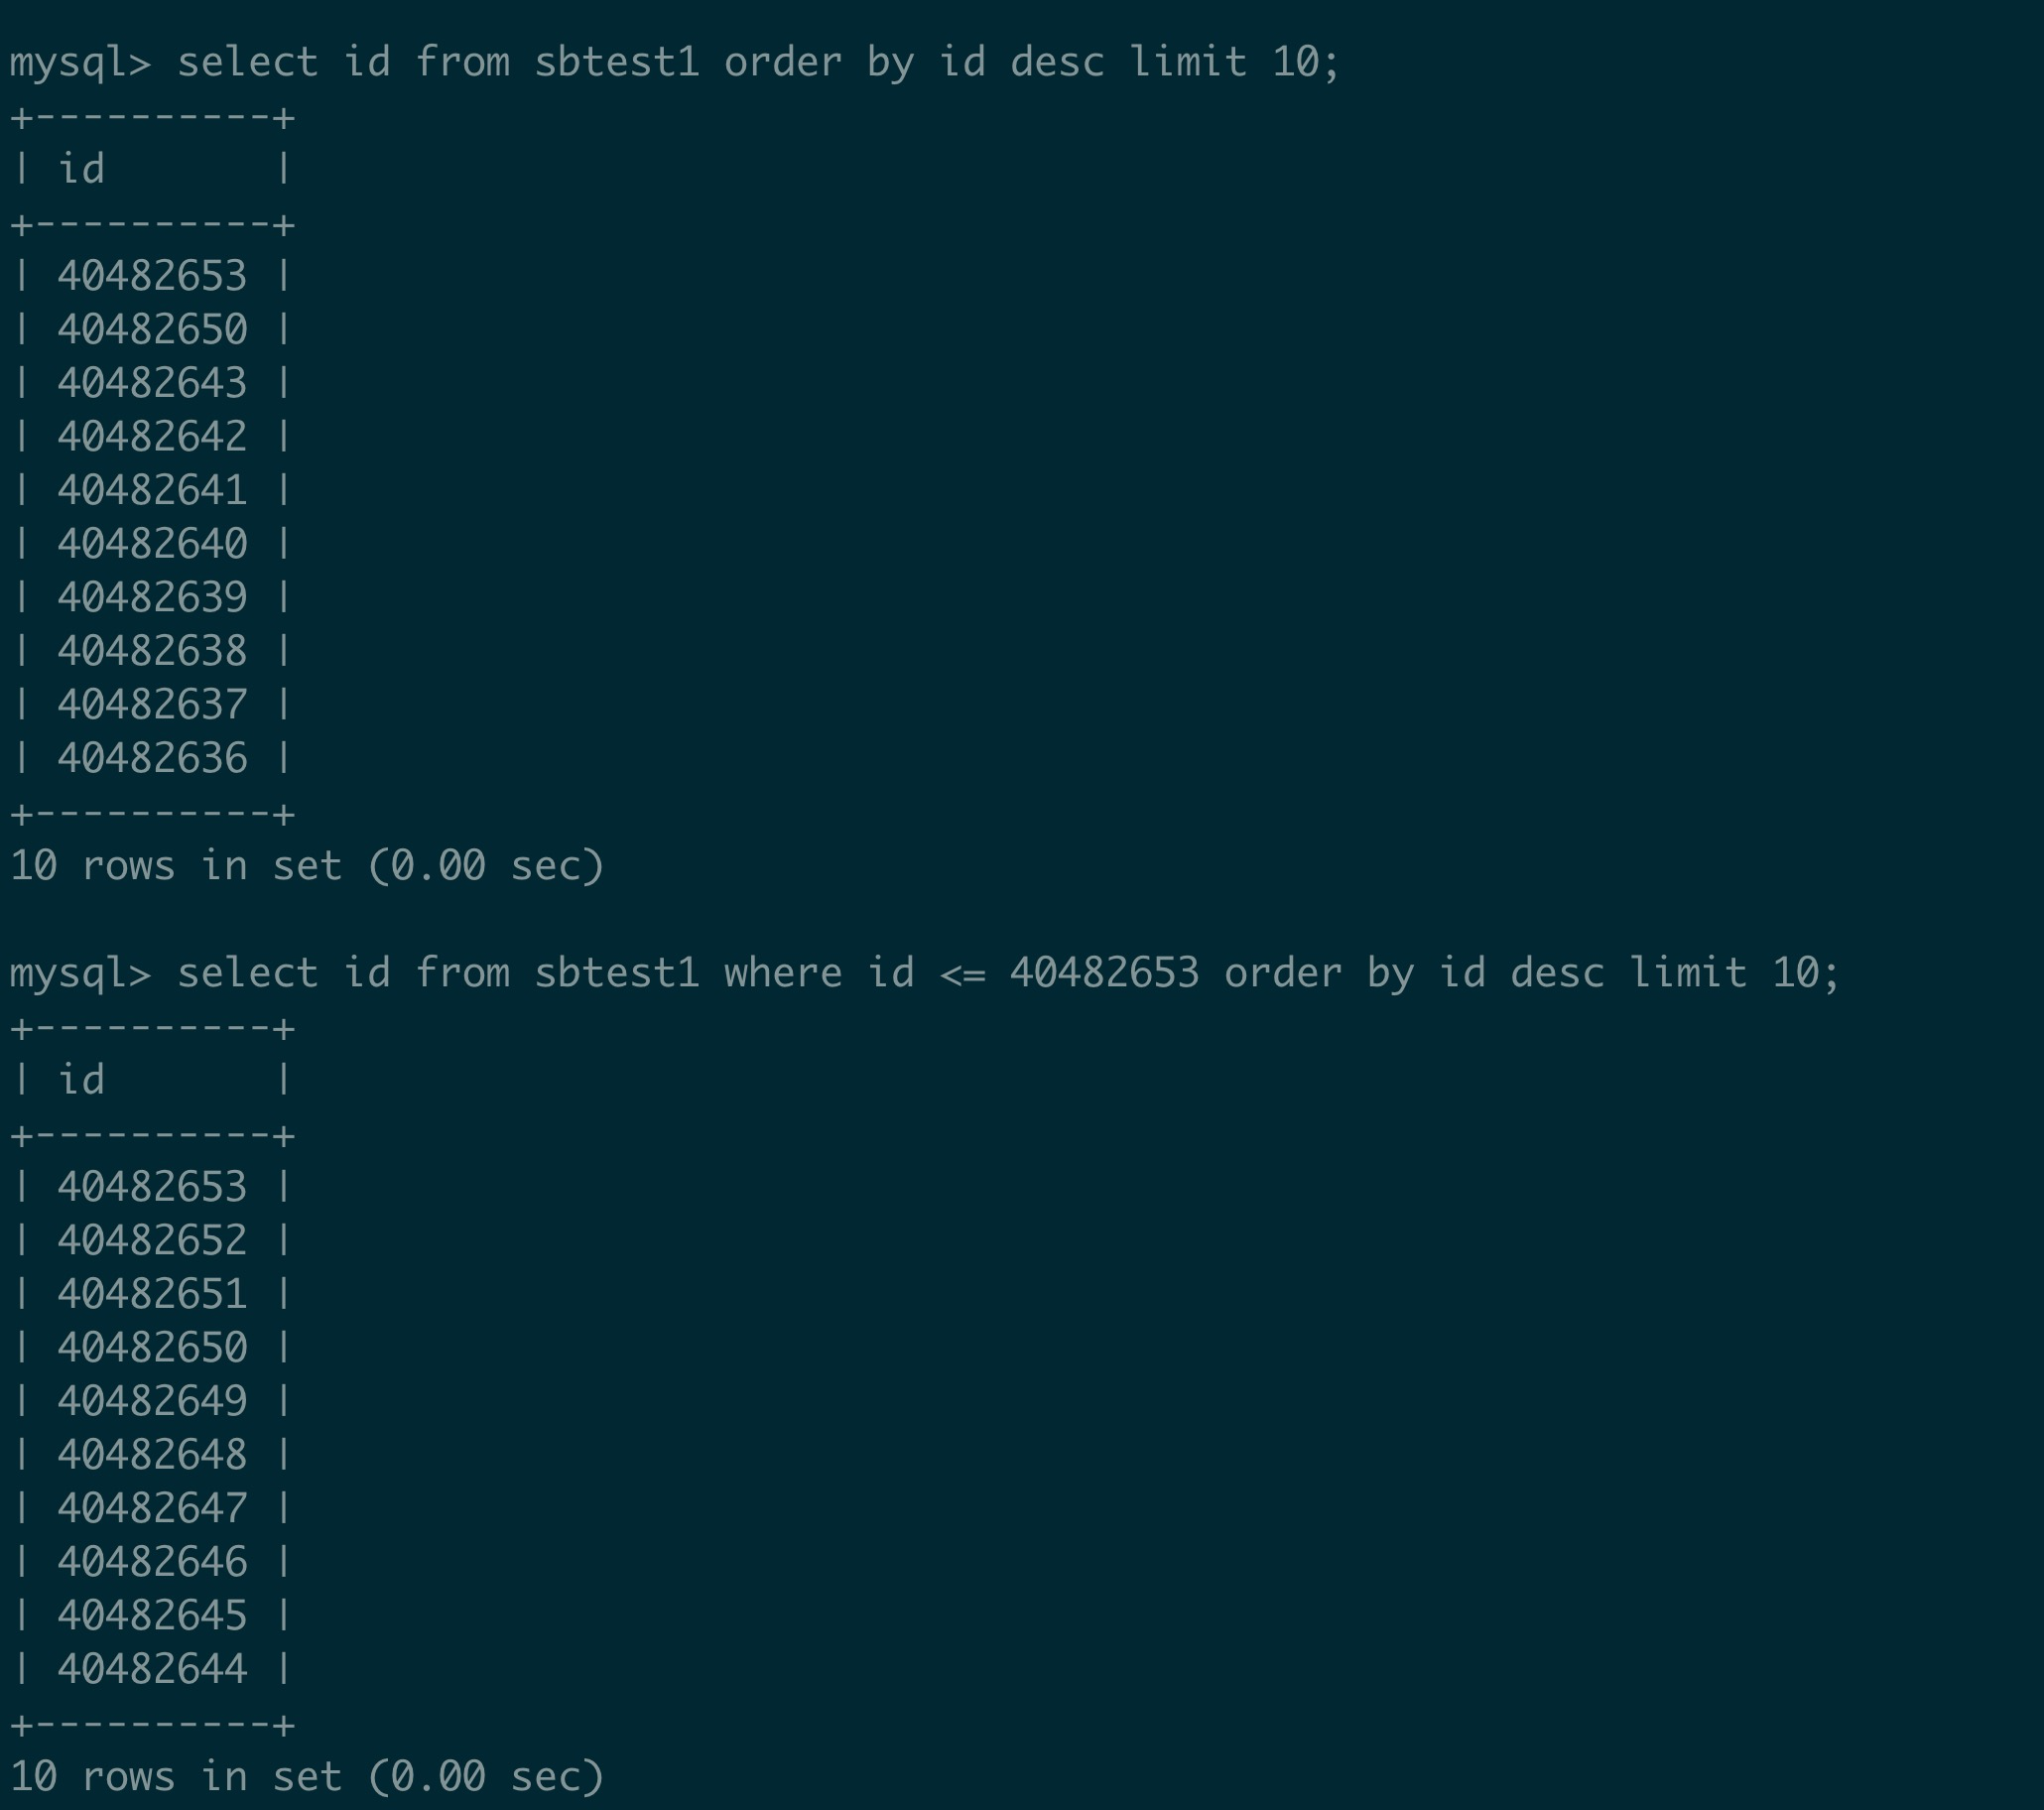 mysql> select id from sbtest1 order by id desc limit 10;
+----------+
| id       |
+----------+
| 40482653 |
| 40482650 |
| 40482643 |
| 40482642 |
| 40482641 |
| 40482640 |
| 40482639 |
| 40482638 |
| 40482637 |
| 40482636 |
+----------+
10 rows in set (0.00 sec)

mysql> select id from sbtest1 where id <= 40482653 order by id desc limit 10;
+----------+
| id       |
+----------+
| 40482653 |
| 40482652 |
| 40482651 |
| 40482650 |
| 40482649 |
| 40482648 |
| 40482647 |
| 40482646 |
| 40482645 |
| 40482644 |
+----------+
10 rows in set (0.00 sec)